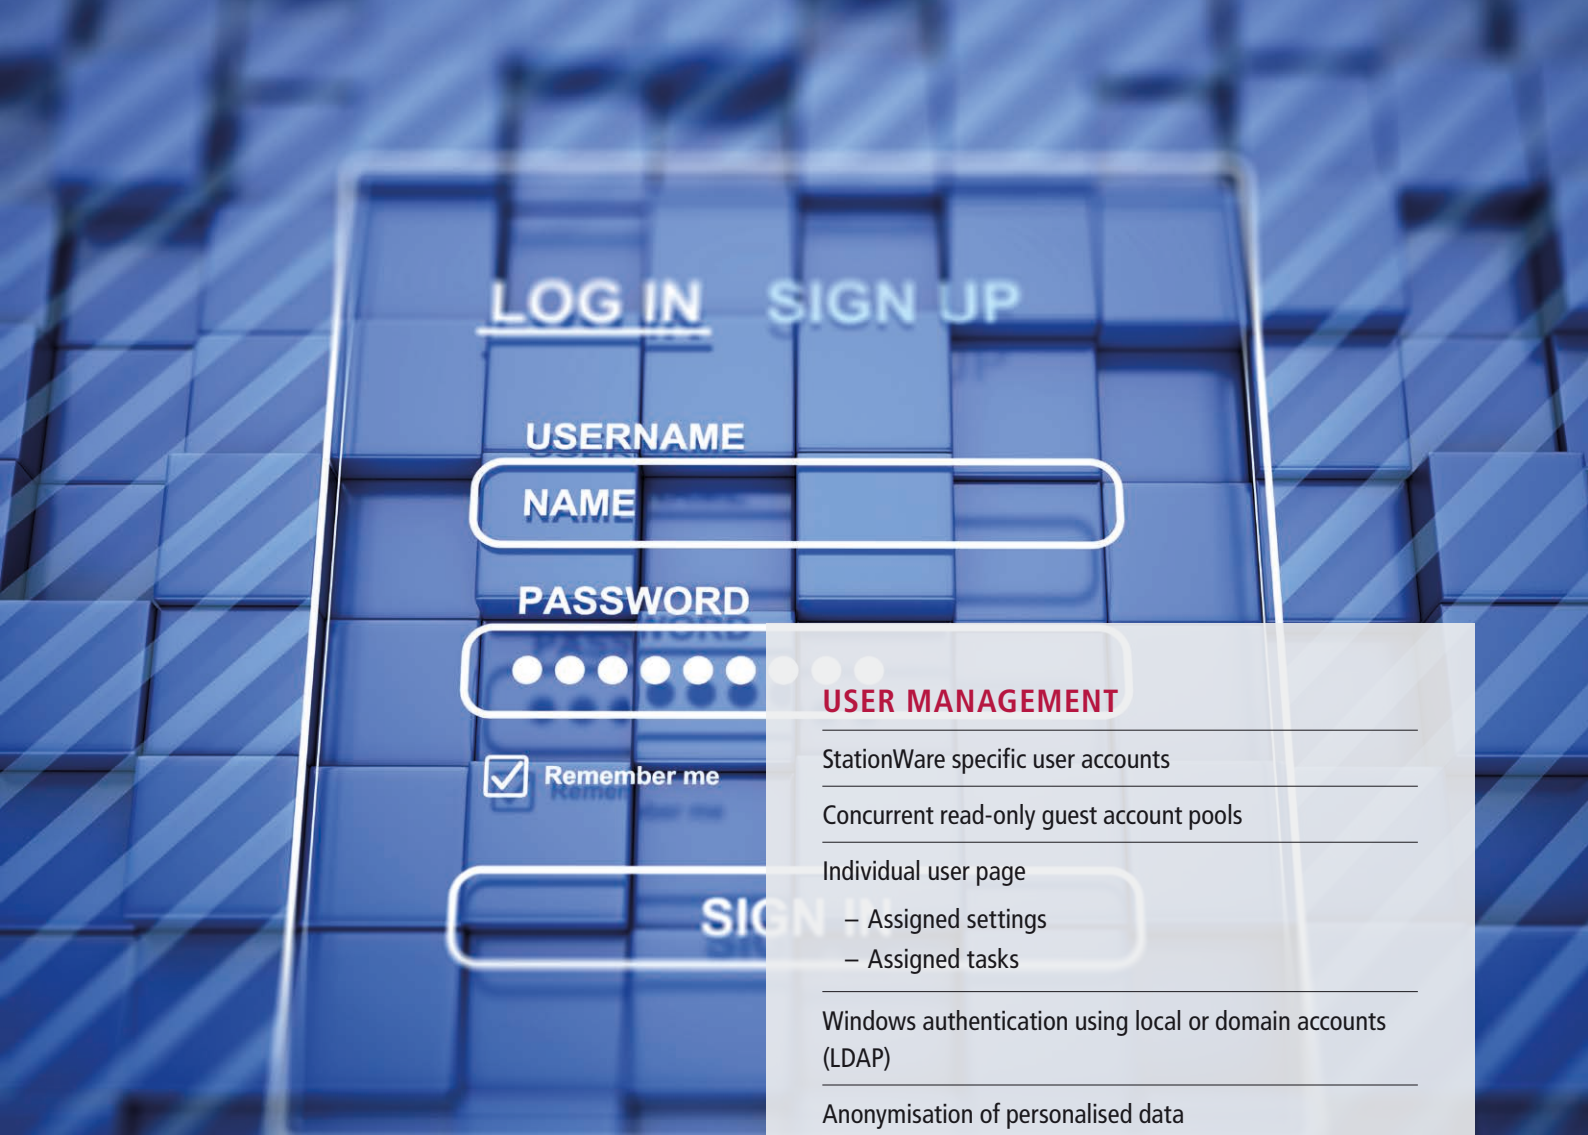 LOG IN SIGN UP
USERNAME
NAME
PASSWORD
Remember me
SIGN IN
USER MANAGEMENT
StationWare specific user accounts
Concurrent read-only guest account pools
Individual user page
– Assigned settings
– Assigned tasks
Windows authentication using local or domain accounts
(LDAP)
Anonymisation of personalised data